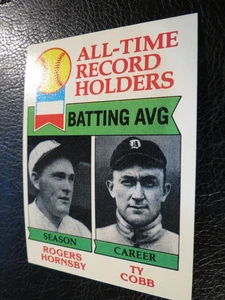 ALL-TIME
RECORD
HOLDERS
BATTING AVG
SEASON
ROGERS
HORNSBY
CAREER
TY
COBB